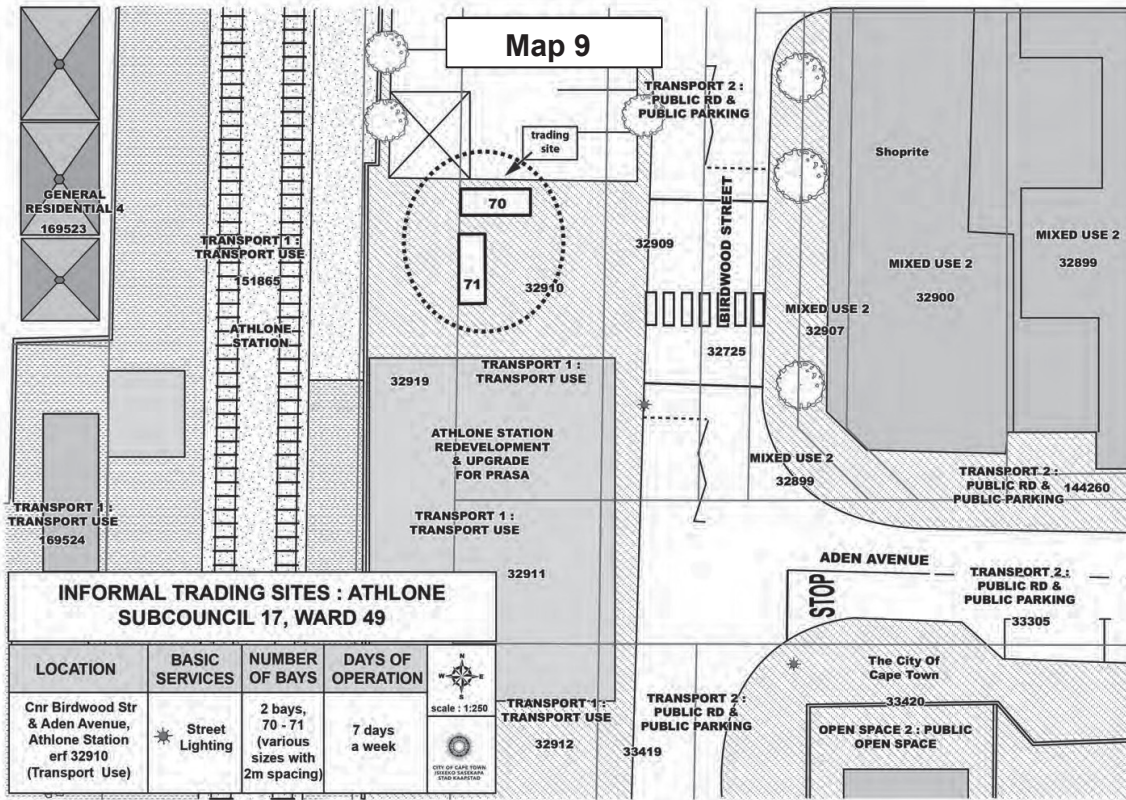 Map 9
TRANSPORT 2 :
PUBLIC RD &
PUBLIC PARKING
trading
site
Shoprite
GENERAL
RESIDENTIAL 4
169523
70
BIRDWOOD STREET
TRANSPORT 1 :
TRANSPORT USE
151865
32909
MIXED USE 2
32899
MIXED USE 2
32900
71
32910
MIXED USE 2
32907
ATHLONE
STATION
32725
TRANSPORT 1 :
TRANSPORT USE
32919
ATHLONE STATION
REDEVELOPMENT
& UPGRADE
FOR PRASA
MIXED USE 2
32899
TRANSPORT 2 :
PUBLIC RD &
PUBLIC PARKING
144260
TRANSPORT 1 :
TRANSPORT USE
169524
TRANSPORT 1 :
TRANSPORT USE
32911
ADEN AVENUE
STOP
TRANSPORT 2 :
PUBLIC RD &
PUBLIC PARKING
33305
INFORMAL TRADING SITES : ATHLONE
SUBCOUNCIL 17, WARD 49
LOCATION
BASIC
SERVICES
NUMBER
OF BAYS
DAYS OF
OPERATION
N
W E
S
scale : 1:250
Cnr Birdwood Str
& Aden Avenue,
Athlone Station
erf 32910
(Transport Use)
Street
Lighting
2 bays,
70 - 71
(various
sizes with
2m spacing)
7 days
a week
CITY OF CAPE TOWN
ISIXEKO SASEKAPA
STAD KAAPSTAD
TRANSPORT 1 :
TRANSPORT USE
32912
TRANSPORT 2 :
PUBLIC RD &
PUBLIC PARKING
33419
The City Of
Cape Town
33420
OPEN SPACE 2 : PUBLIC
OPEN SPACE